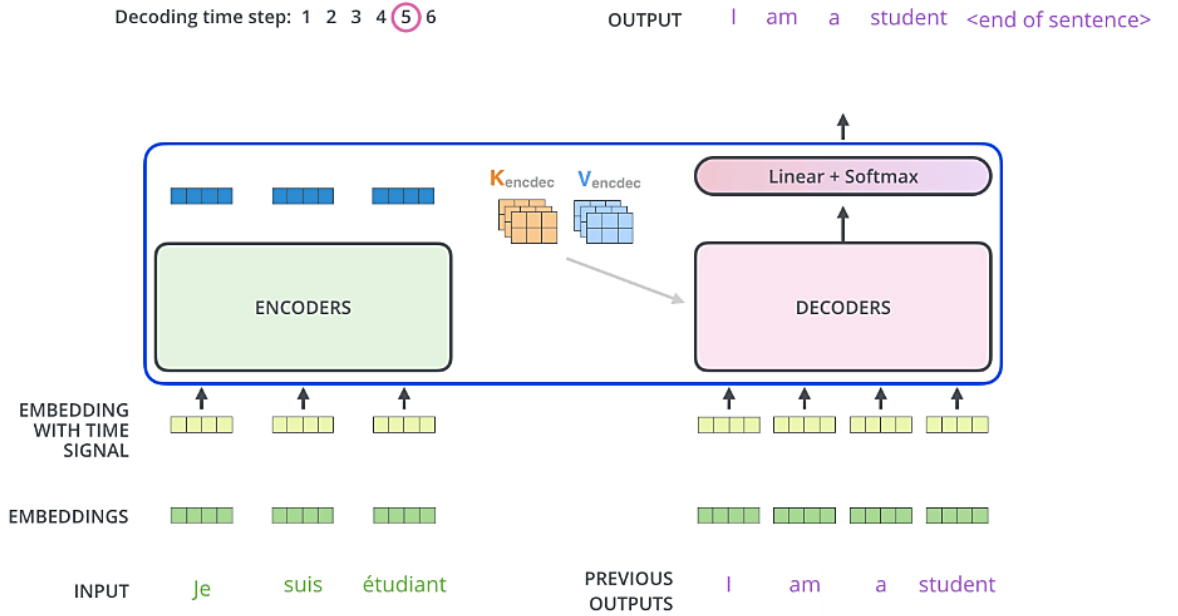 Decoding time step: 1 2 3 4 5 6
OUTPUT I am a student <end of sentence>
Kencdec Vencdec
Linear + Softmax
ENCODERS
DECODERS
EMBEDDING
WITH TIME
SIGNAL
EMBEDDINGS
INPUT Je suis étudiant
PREVIOUS
OUTPUTS
I am a student